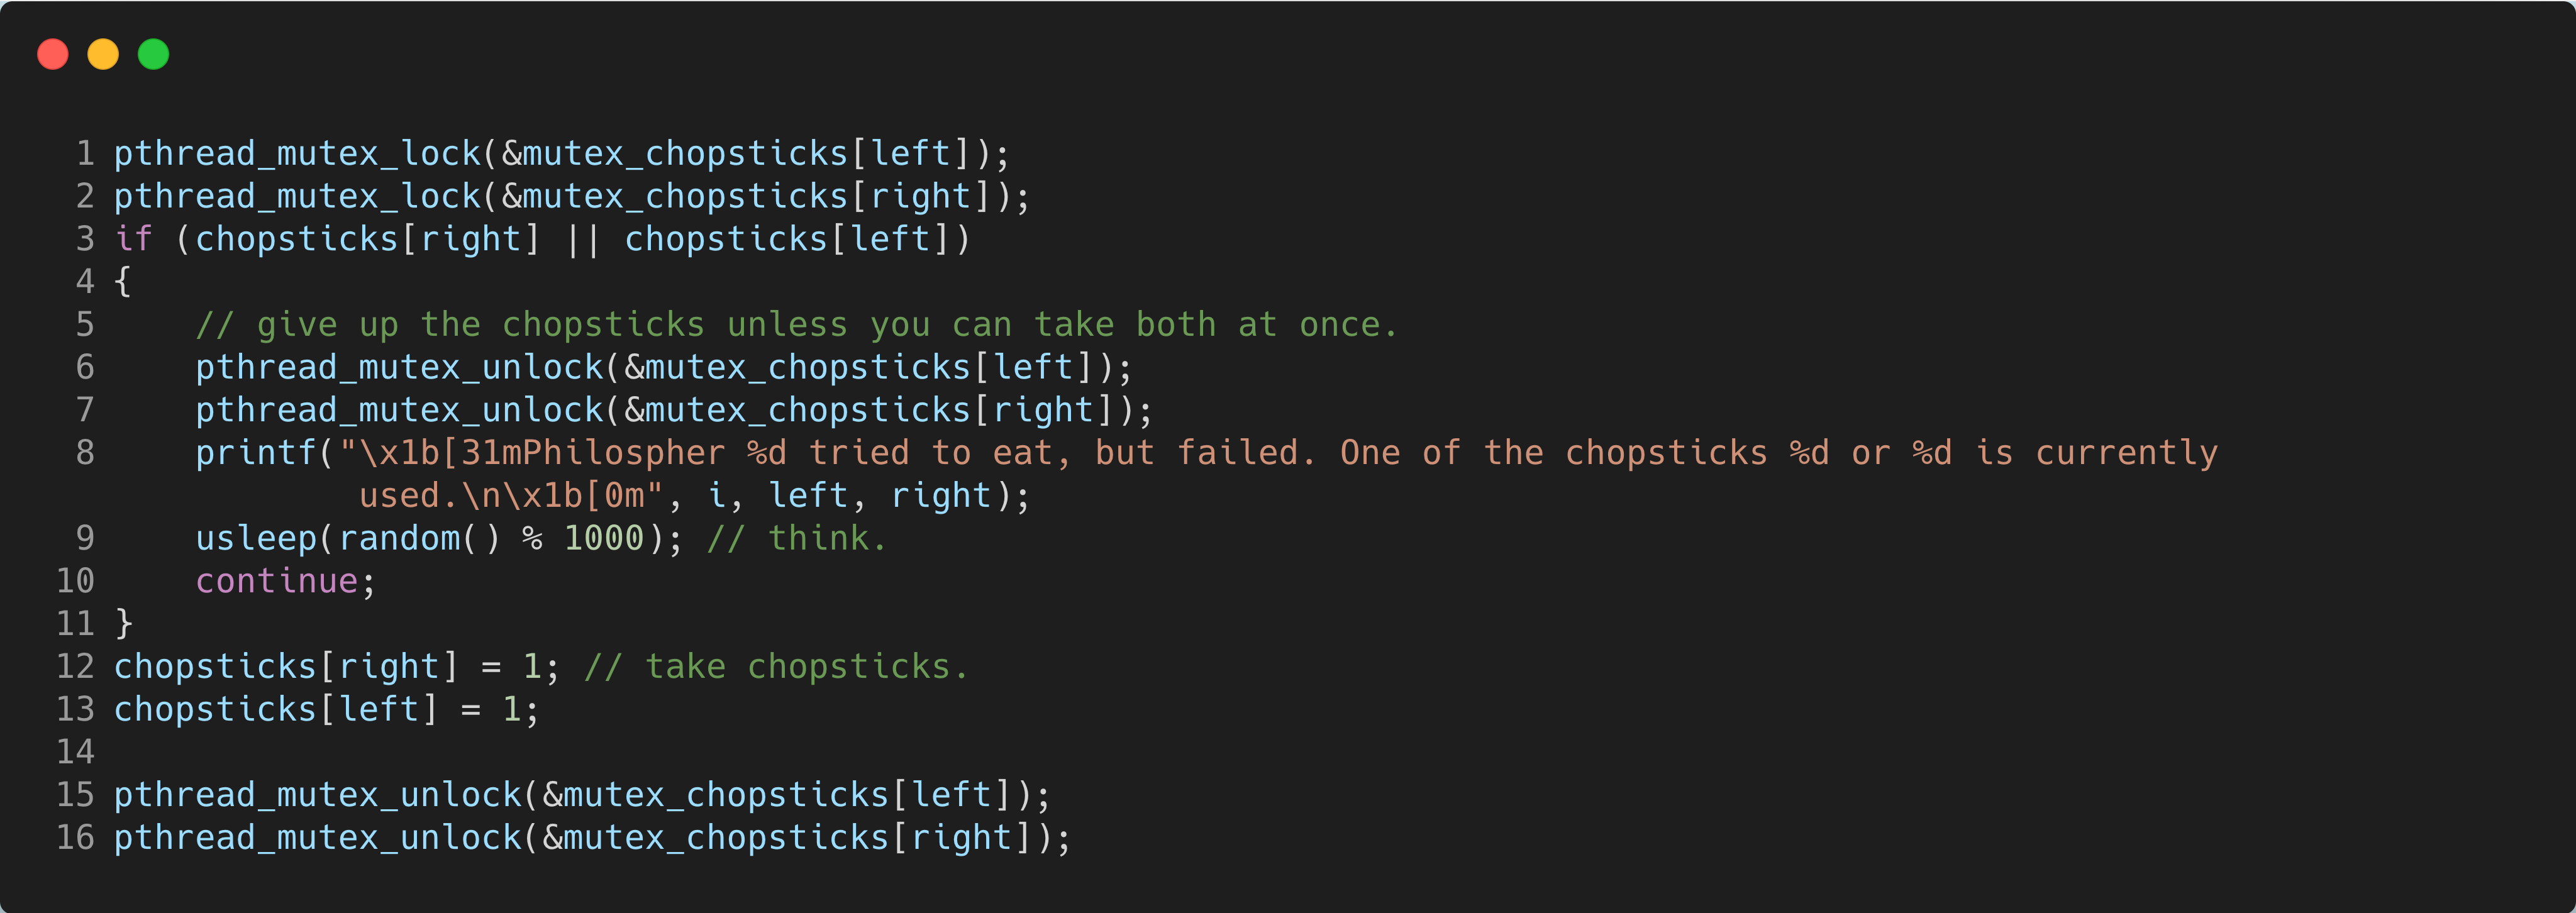 1 pthread_mutex_lock(&mutex_chopsticks[left]);
2 pthread_mutex_lock(&mutex_chopsticks[right]);
3 if (chopsticks[right] || chopsticks[left])
4 {
5     // give up the chopsticks unless you can take both at once.
6     pthread_mutex_unlock(&mutex_chopsticks[left]);
7     pthread_mutex_unlock(&mutex_chopsticks[right]);
8     printf("\x1b[31mPhilospher %d tried to eat, but failed. One of the chopsticks %d or %d is currently
            used.\n\x1b[0m", i, left, right);
9     usleep(random() % 1000); // think.
10     continue;
11 }
12 chopsticks[right] = 1; // take chopsticks.
13 chopsticks[left] = 1;
14
15 pthread_mutex_unlock(&mutex_chopsticks[left]);
16 pthread_mutex_unlock(&mutex_chopsticks[right]);